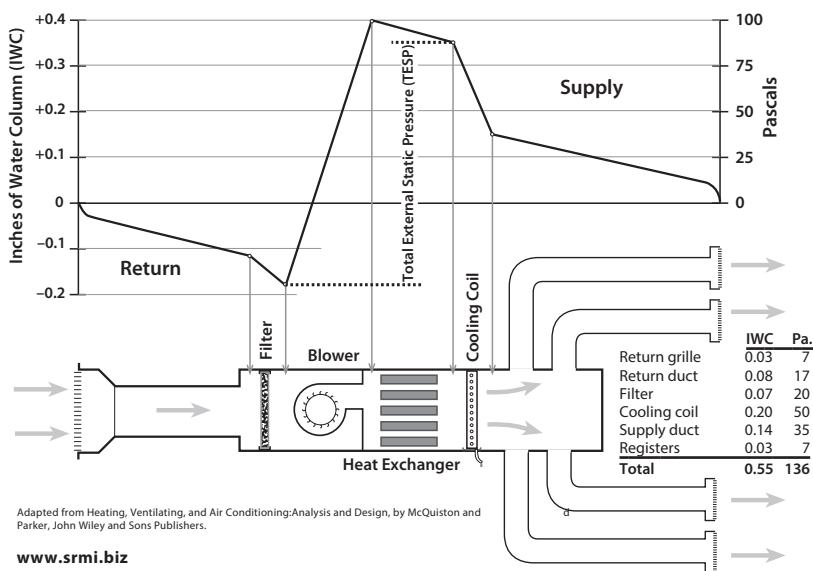 Inches of Water Column (IWC)
+0.4
+0.3
+0.2
+0.1
0
−0.1
−0.2
Return
Total External Static Pressure (TESP)
Supply
100
75
50
25
0
Pascals
Filter
Blower
Cooling Coil
Heat Exchanger
IWC Pa.
Return grille 0.03 7
Return duct 0.08 17
Filter 0.07 20
Cooling coil 0.20 50
Supply duct 0.14 35
Registers 0.03 7
Total 0.55 136
d
Adapted from Heating, Ventilating, and Air Conditioning:Analysis and Design, by McQuiston and
Parker, John Wiley and Sons Publishers.
www.srmi.biz